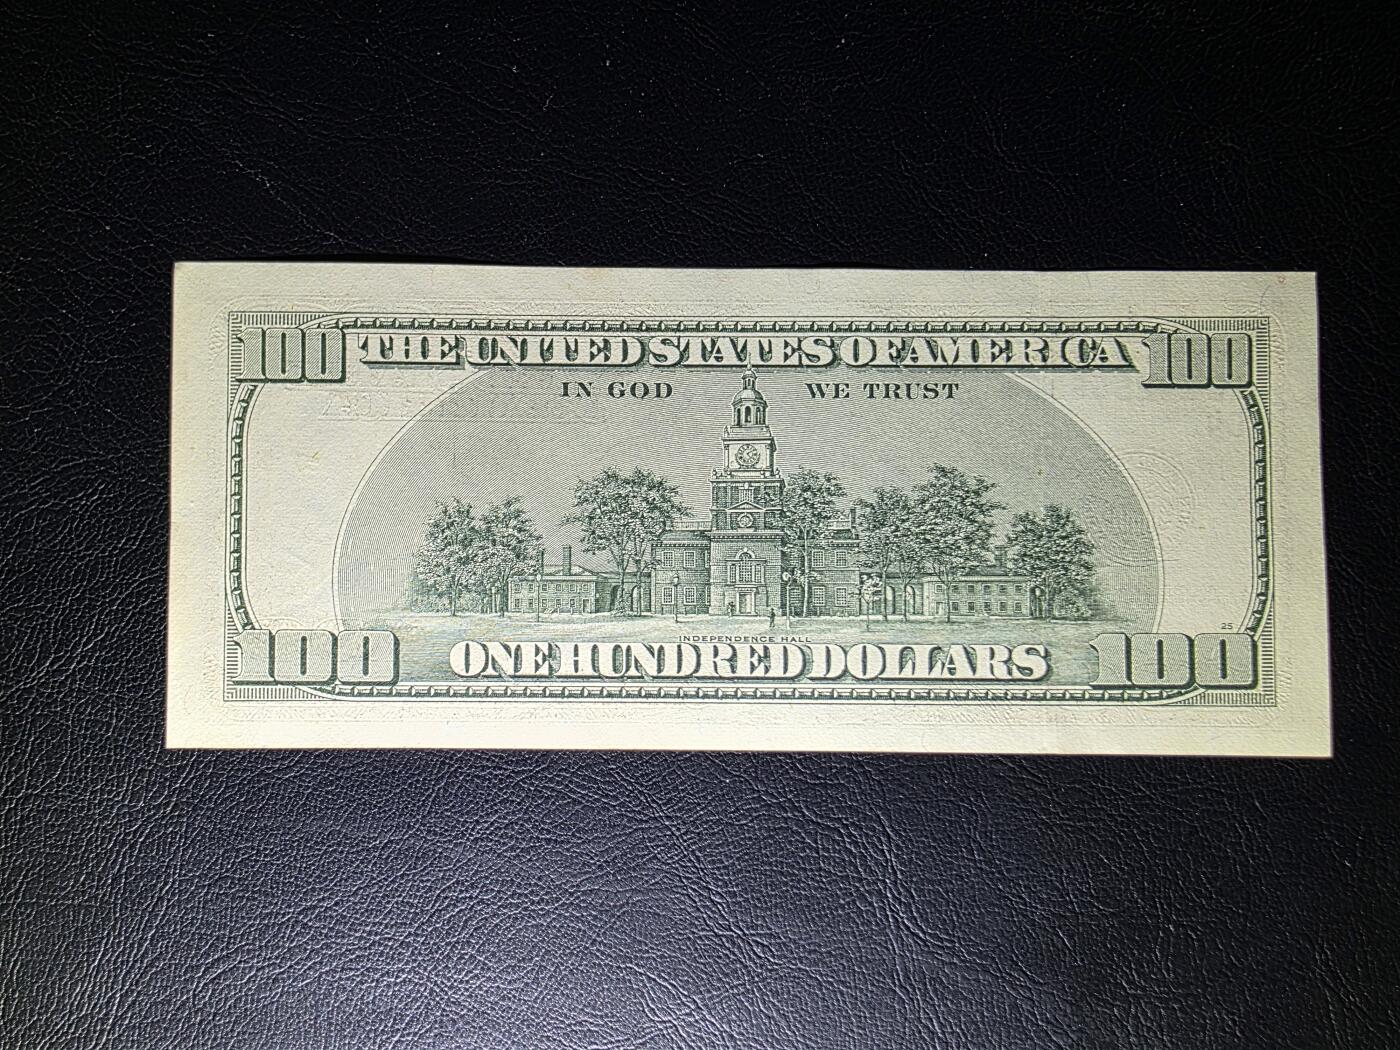 100 THE UNITED STATES OF AMERICA 100
IN GOD WE TRUST
INDEPENDENCE HALL
25
100 ONE HUNDRED DOLLARS 100